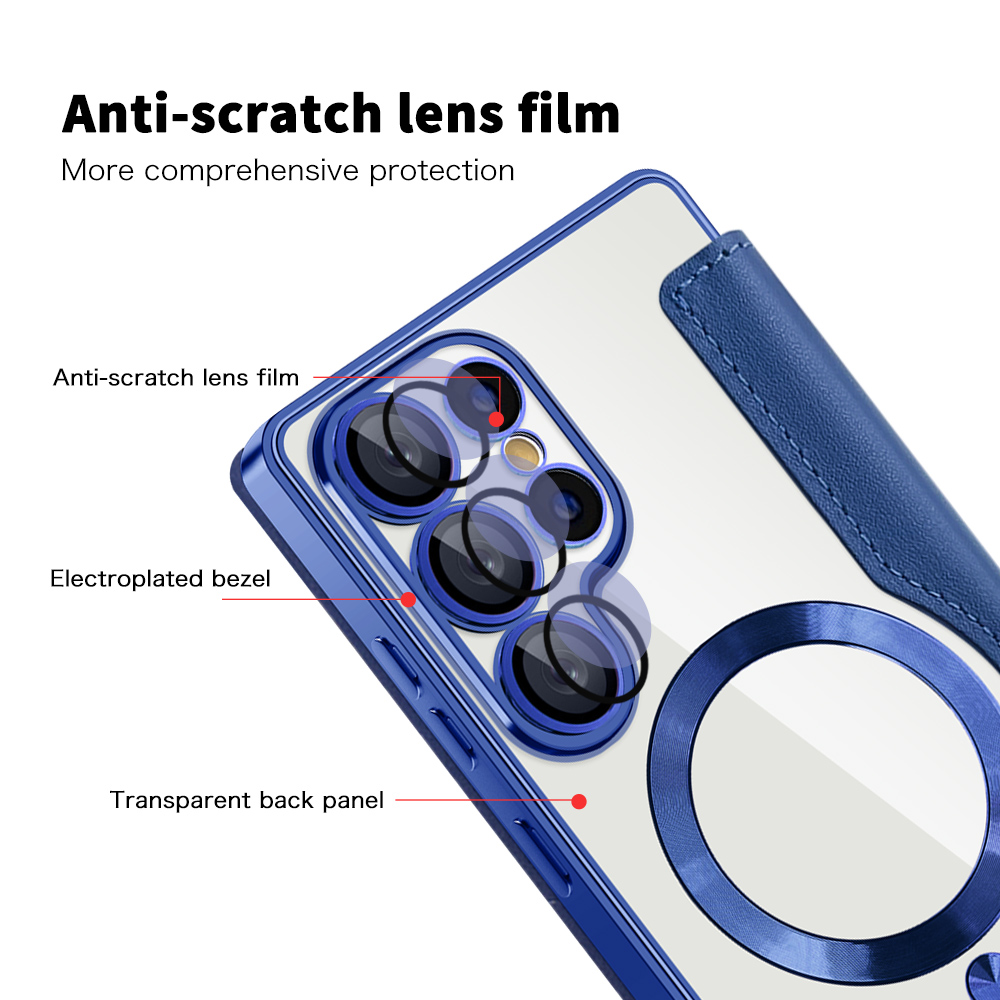 Anti-scratch lens film
More comprehensive protection
Anti-scratch lens film
Electroplated bezel
Transparent back panel